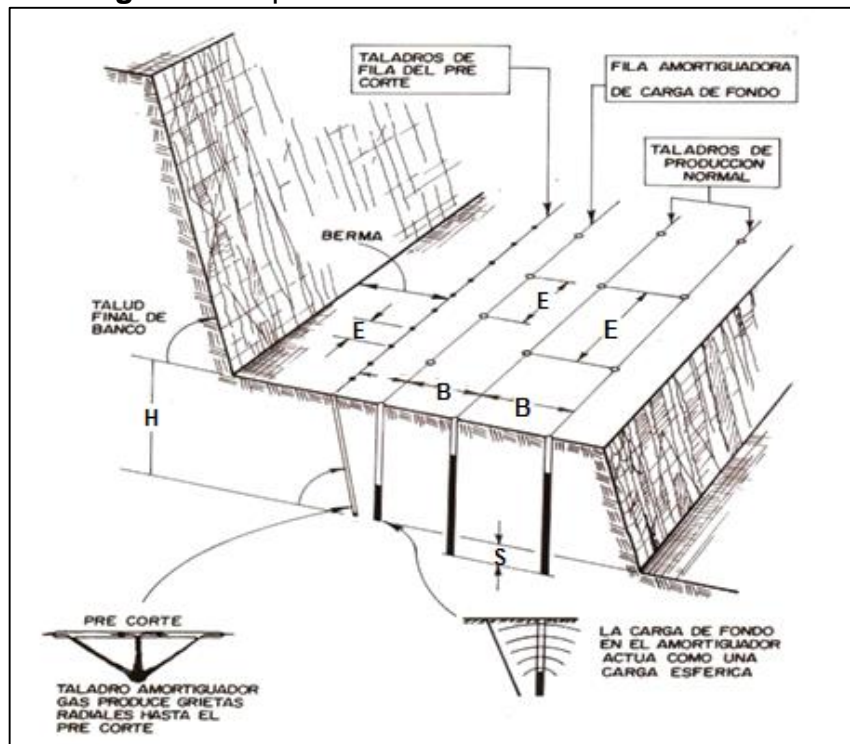 TALADROS DE
FILA DEL PRE
CORTE
FILA AMORTIGUADORA
DE CARGA DE FONDO
TALADROS DE
PRODUCCION
NORMAL
BERMA
TALUD
FINAL DE
BANCO
E
E
E
B
B
H
S
PRE CORTE
TALADRO AMORTIGUADOR
GAS PRODUCE GRIETAS
RADIALES HASTA EL
PRE CORTE
LA CARGA DE FONDO
EN EL AMORTIGUADOR
ACTUA COMO UNA
CARGA ESFERICA